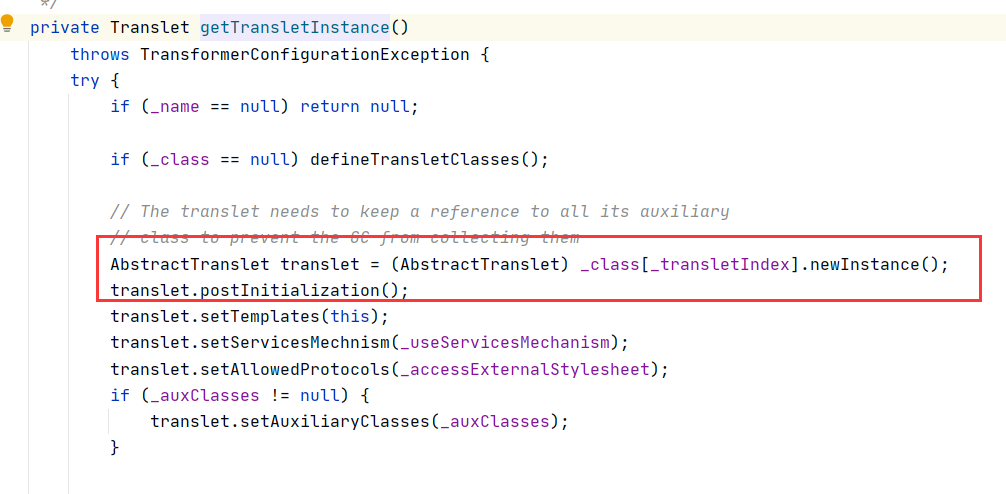 */
private Translet getTransletInstance()
throws TransformerConfigurationException {
try {
if (_name == null) return null;
if (_class == null) defineTransletClasses();
// The translet needs to keep a reference to all its auxiliary
// class to prevent the GC from collecting them
AbstractTranslet translet = (AbstractTranslet) _class[_transletIndex].newInstance();
translet.postInitialization();
translet.setTemplates(this);
translet.setServicesMechnism(_useServicesMechanism);
translet.setAllowedProtocols(_accessExternalStylesheet);
if (_auxClasses != null) {
translet.setAuxiliaryClasses(_auxClasses);
}